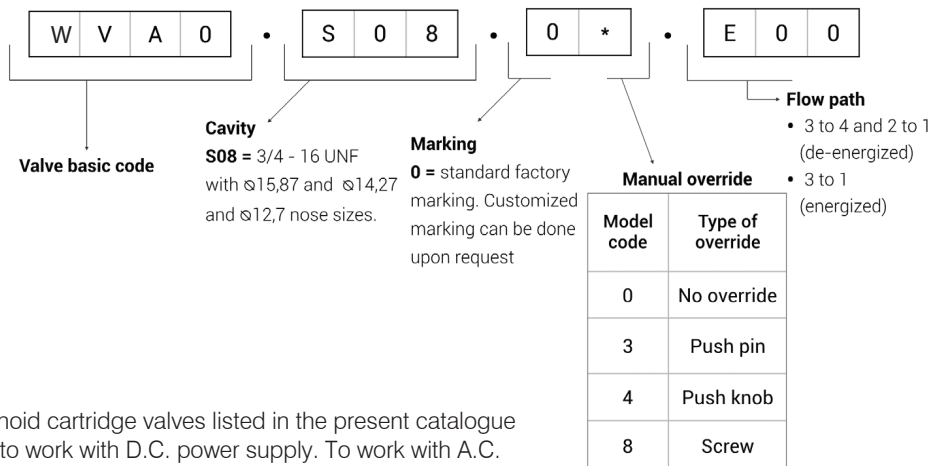 W V A 0 • S 0 8 • 0 * • E 0 0
Valve basic code
Cavity
S08 = 3/4 - 16 UNF
with ⦰15,87 and ⦰14,27
and ⦰12,7 nose sizes.
Marking
0 = standard factory
marking. Customized
marking can be done
upon request
Flow path
• 3 to 4 and 2 to 1
(de-energized)
• 3 to 1
(energized)
Manual override
Model code Type of override
0 No override
3 Push pin
4 Push knob
8 Screw
noid cartridge valves listed in the present catalogue
to work with D.C. power supply. To work with A.C.